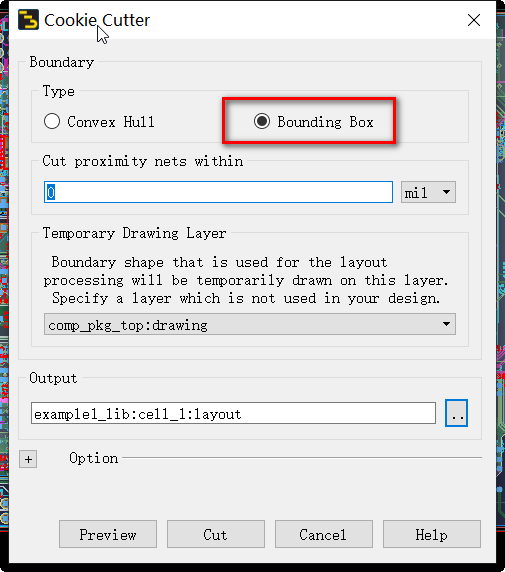 Cookie Cutter
Boundary
Type
Convex Hull
Bounding Box
Cut proximity nets within
0
mil
Temporary Drawing Layer
Boundary shape that is used for the layout
processing will be temporarily drawn on this layer.
Specify a layer which is not used in your design.
comp_pkg_top:drawing
Output
example1_lib:cell_1:layout
..
+ Option
Preview
Cut
Cancel
Help